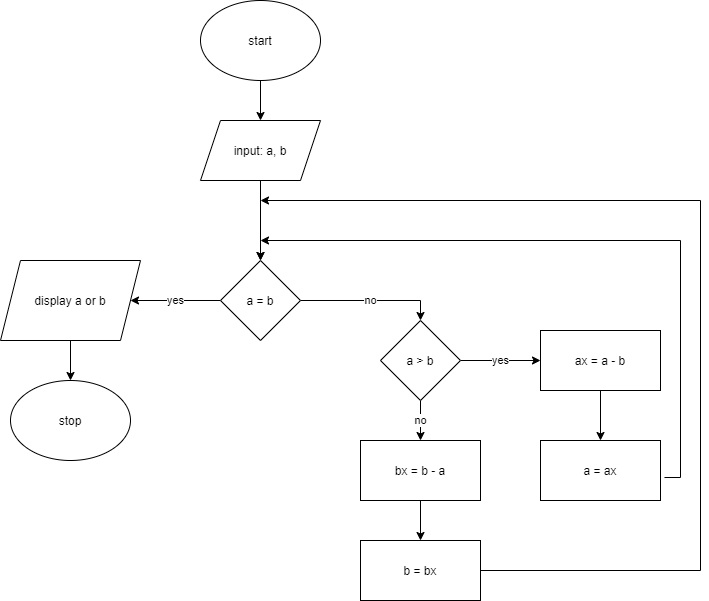 start
input: a, b
a = b
yes
display a or b
stop
no
a > b
yes
ax = a - b
a = ax
no
bx = b - a
b = bx